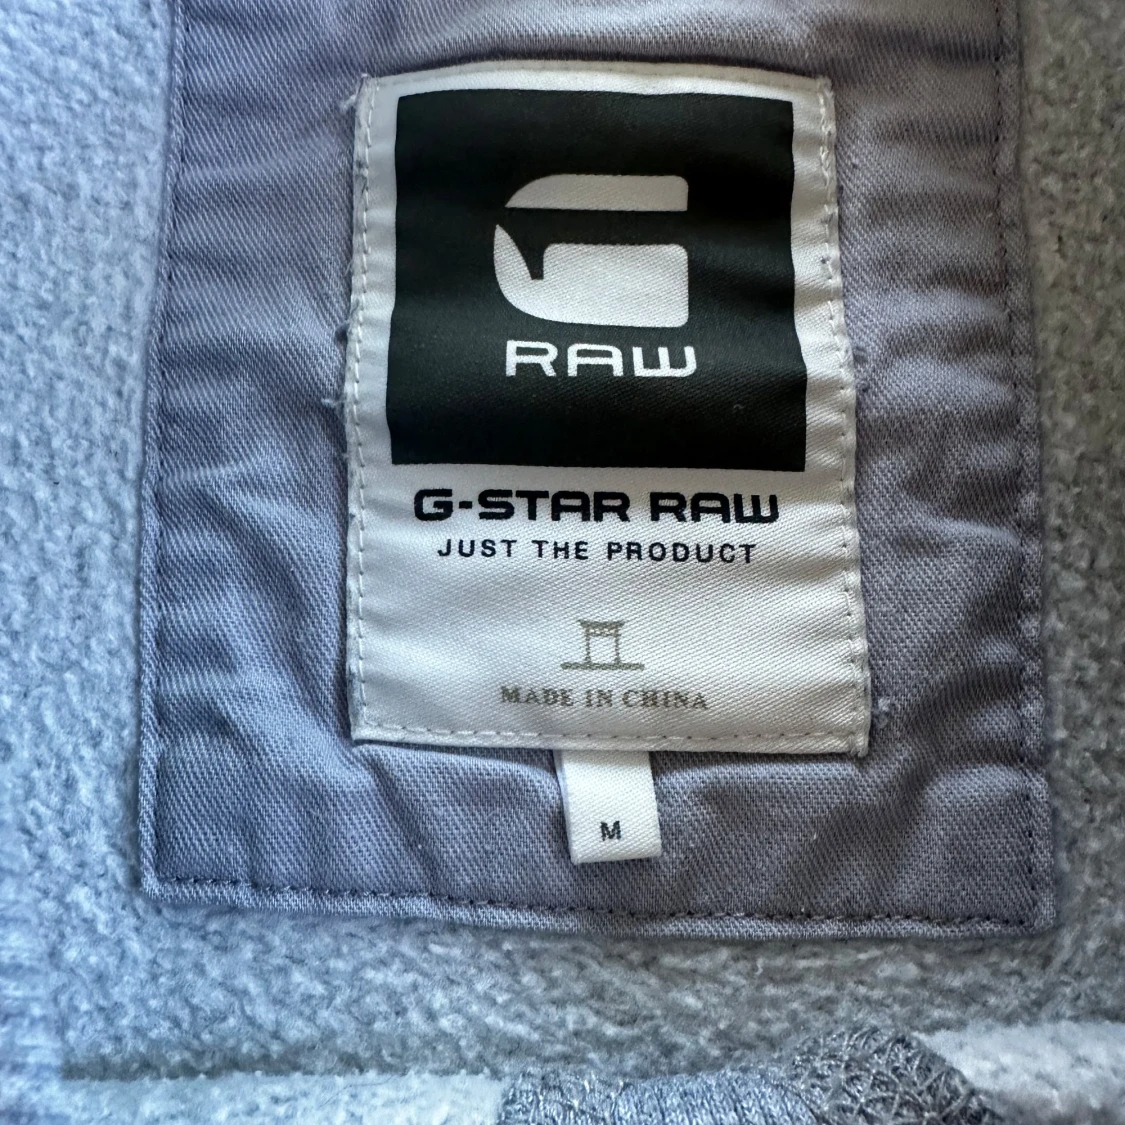 G
RAW
G-STAR RAW
JUST THE PRODUCT
MADE IN CHINA
M